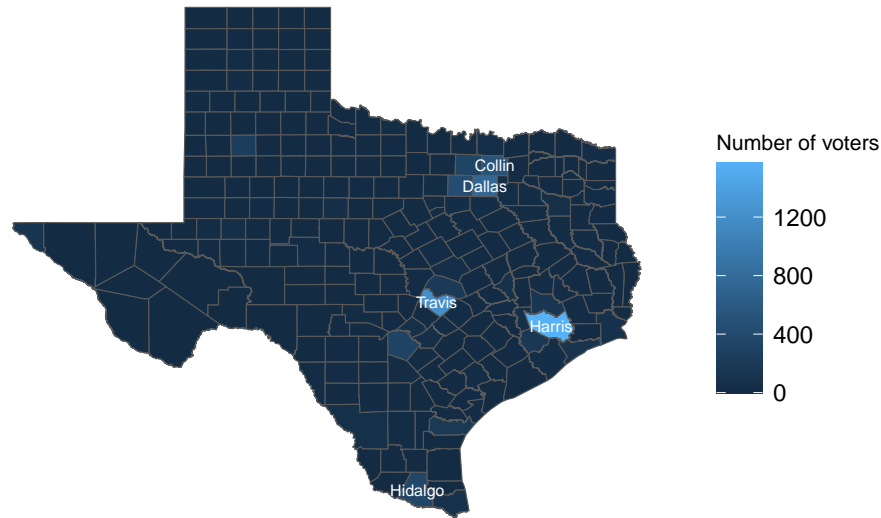 Number of voters
1200
800
400
0
Collin
Dallas
Travis
Harris
Hidalgo